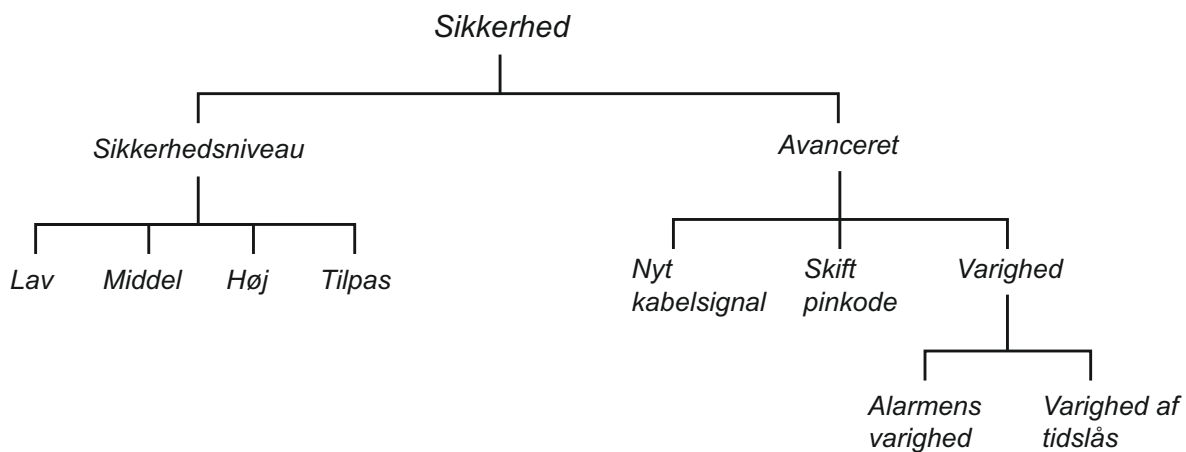 Sikkerhed
Sikkerhedsniveau
Avanceret
Lav
Middel
Høj
Tilpas
Nyt
kabelsignal
Skift
pinkode
Varighed
Alarmens
varighed
Varighed af
tidslås